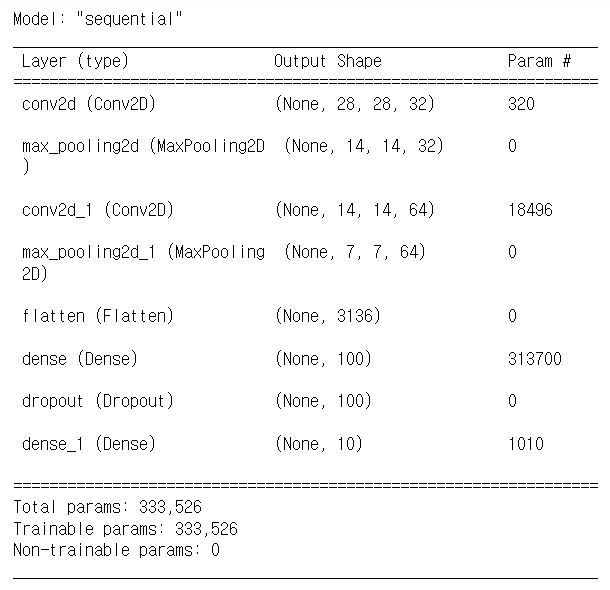 Model: "sequential"
Layer (type) Output Shape Param #
=================================================================
conv2d (Conv2D) (None, 28, 28, 32) 320
max_pooling2d (MaxPooling2D (None, 14, 14, 32) 0
)
conv2d_1 (Conv2D) (None, 14, 14, 64) 18496
max_pooling2d_1 (MaxPooling (None, 7, 7, 64) 0
2D)
flatten (Flatten) (None, 3136) 0
dense (Dense) (None, 100) 313700
dropout (Dropout) (None, 100) 0
dense_1 (Dense) (None, 10) 1010
=================================================================
Total params: 333,526
Trainable params: 333,526
Non-trainable params: 0